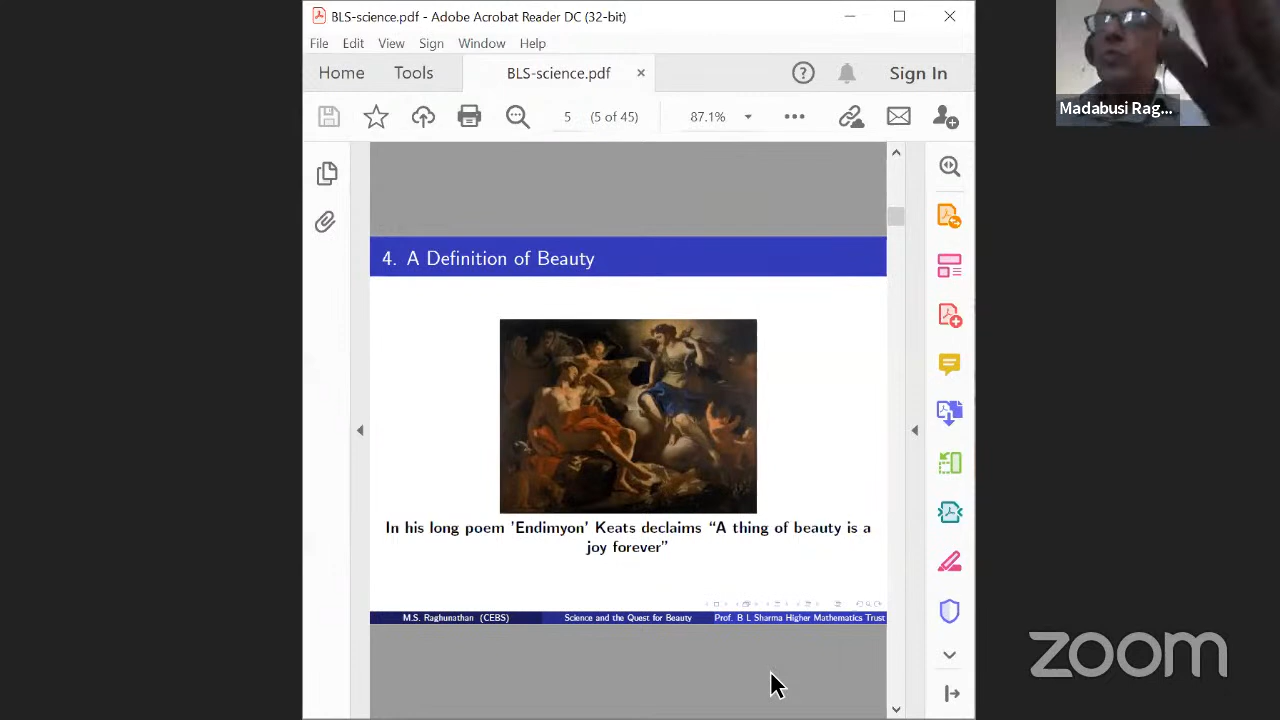 BLS-science.pdf - Adobe Acrobat Reader DC (32-bit)
File Edit View Sign Window Help
Home Tools BLS-science.pdf × Sign In
5 (5 of 45) 87.1%
Madabusi Rag...
4. A Definition of Beauty
In his long poem 'Endimyon' Keats declaims “A thing of beauty is a
joy forever”
M.S. Raghunathan (CEBS) Science and the Quest for Beauty Prof. B L Sharma Higher Mathematics Trust
zoom